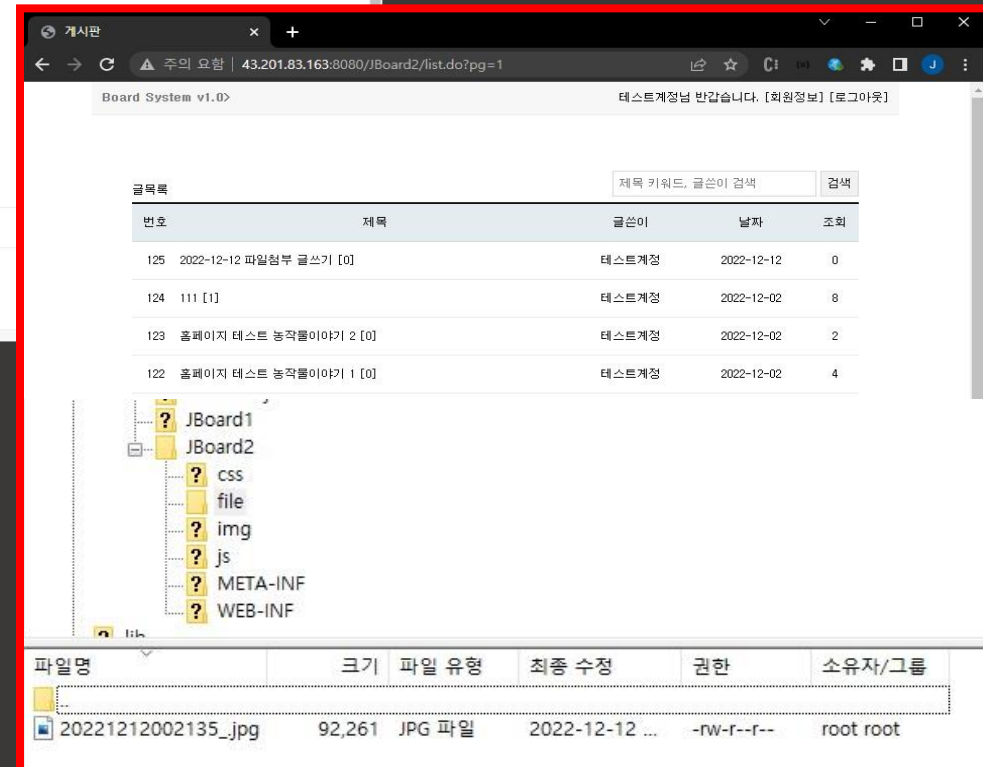 게시판
주의 요함 | 43.201.83.163:8080/JBoard2/list.do?pg=1
J
Board System v1.0> 테스트계정님 반갑습니다. [회원정보] [로그아웃]
글목록 제목 키워드, 글쓴이 검색 검색
번호 제목 글쓴이 날짜 조회
125 2022-12-12 파일첨부 글쓰기 [0] 테스트계정 2022-12-12 0
124 111 [1] 테스트계정 2022-12-02 8
123 홈페이지 테스트 농작물이야기 2 [0] 테스트계정 2022-12-02 2
122 홈페이지 테스트 농작물이야기 1 [0] 테스트계정 2022-12-02 4
JBoard1
JBoard2
css
file
img
js
META-INF
WEB-INF
lib
파일명 크기 파일 유형 최종 수정 권한 소유자/그룹
..
20221212002135_.jpg 92,261 JPG 파일 2022-12-12 ... -rw-r--r-- root root